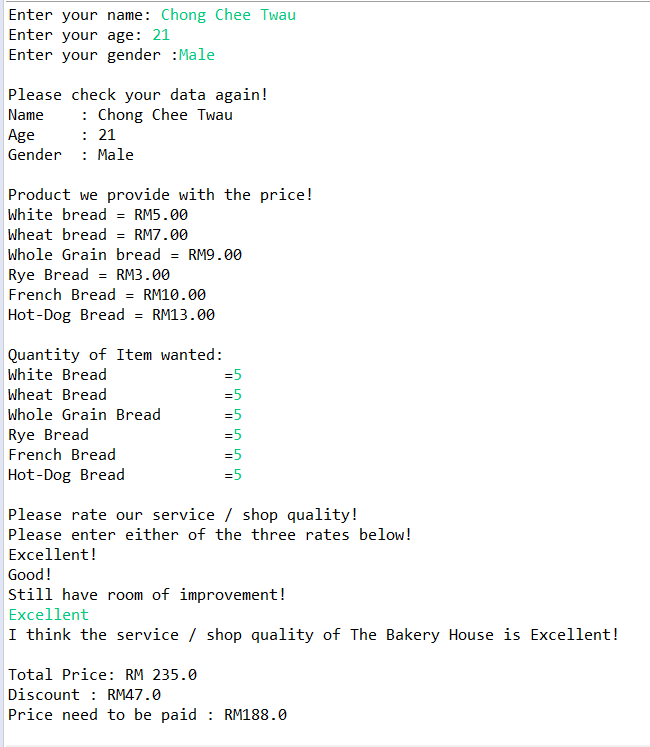 Enter your name: Chong Chee Twau
Enter your age: 21
Enter your gender :Male
Please check your data again!
Name    : Chong Chee Twau
Age     : 21
Gender  : Male
Product we provide with the price!
White bread = RM5.00
Wheat bread = RM7.00
Whole Grain bread = RM9.00
Rye Bread = RM3.00
French Bread = RM10.00
Hot-Dog Bread = RM13.00
Quantity of Item wanted:
White Bread             =5
Wheat Bread             =5
Whole Grain Bread       =5
Rye Bread               =5
French Bread            =5
Hot-Dog Bread           =5
Please rate our service / shop quality!
Please enter either of the three rates below!
Excellent!
Good!
Still have room of improvement!
Excellent
I think the service / shop quality of The Bakery House is Excellent!
Total Price: RM 235.0
Discount : RM47.0
Price need to be paid : RM188.0